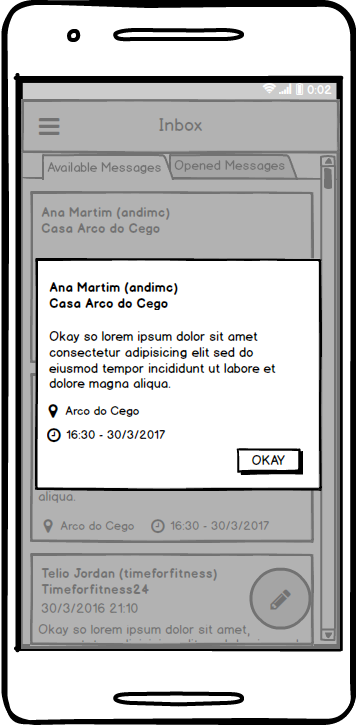 0:02
Inbox
Available Messages
Opened Messages
Ana Martim (andimc)
Casa Arco do Cego
Ana Martim (andimc)
Casa Arco do Cego
Okay so lorem ipsum dolor sit amet
consectetur adipisicing elit sed do
eiusmod tempor incididunt ut labore et
dolore magna aliqua.
Arco do Cego
16:30 - 30/3/2017
OKAY
aliqua.
Arco do Cego
16:30 - 30/3/2017
Telio Jordan (timeforfitness)
Timeforfitness24
30/3/2016 21:10
Okay so lorem ipsum dolor sit amet,